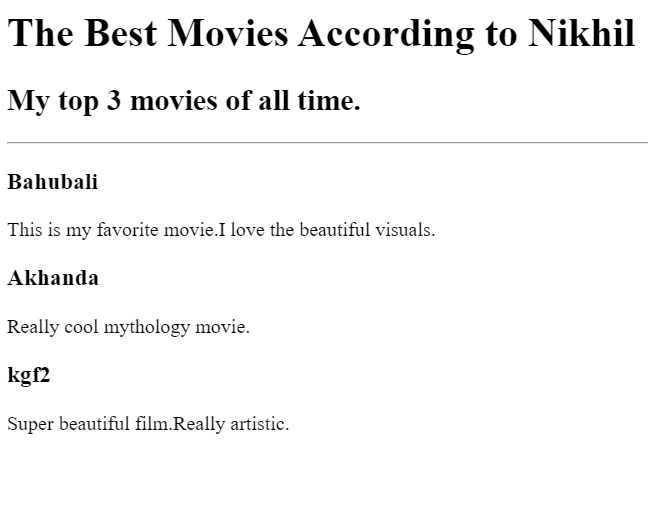 The Best Movies According to Nikhil
My top 3 movies of all time.
Bahubali
This is my favorite movie.I love the beautiful visuals.
Akhanda
Really cool mythology movie.
kgf2
Super beautiful film.Really artistic.